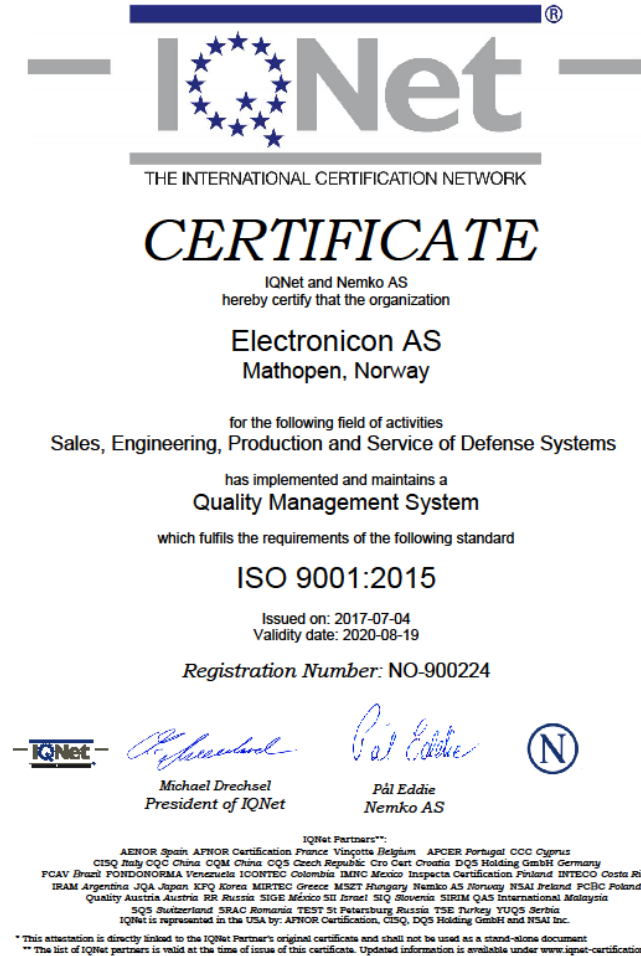 ®
IQNet
THE INTERNATIONAL CERTIFICATION NETWORK
CERTIFICATE
IQNet and Nemko AS
hereby certify that the organization
Electronicon AS
Mathopen, Norway
for the following field of activities
Sales, Engineering, Production and Service of Defense Systems
has implemented and maintains a
Quality Management System
which fulfils the requirements of the following standard
ISO 9001:2015
Issued on: 2017-07-04
Validity date: 2020-08-19
Registration Number: NO-900224
IQNet
Pål Eddie
N
Michael Drechsel
President of IQNet
Pål Eddie
Nemko AS
IQNet Partners**:
AENOR Spain AFNOR Certification France Vinçotte Belgium APCER Portugal CCC Cyprus
CISQ Italy CQC China CQM China CQS Czech Republic Cro Cert Croatia DQS Holding GmbH Germany
FCAV Brazil FONDONORMA Venezuela ICONTEC Colombia IMNC Mexico Inspecta Certification Finland INTECO Costa Ri
IRAM Argentina JQA Japan KFQ Korea MIRTEC Greece MSZT Hungary Nemko AS Norway NSAI Ireland PCBC Poland
Quality Austria Austria RR Russia SIGE México SII Israel SIQ Slovenia SIRIM QAS International Malaysia
SQS Switzerland SRAC Romania TEST St Petersburg Russia TSE Turkey YUQS Serbia
IQNet is represented in the USA by: AFNOR Certification, CISQ, DQS Holding GmbH and NSAI Inc.
* This attestation is directly linked to the IQNet Partner's original certificate and shall not be used as a stand-alone document
** The list of IQNet partners is valid at the time of issue of this certificate. Updated information is available under www.iqnet-certification